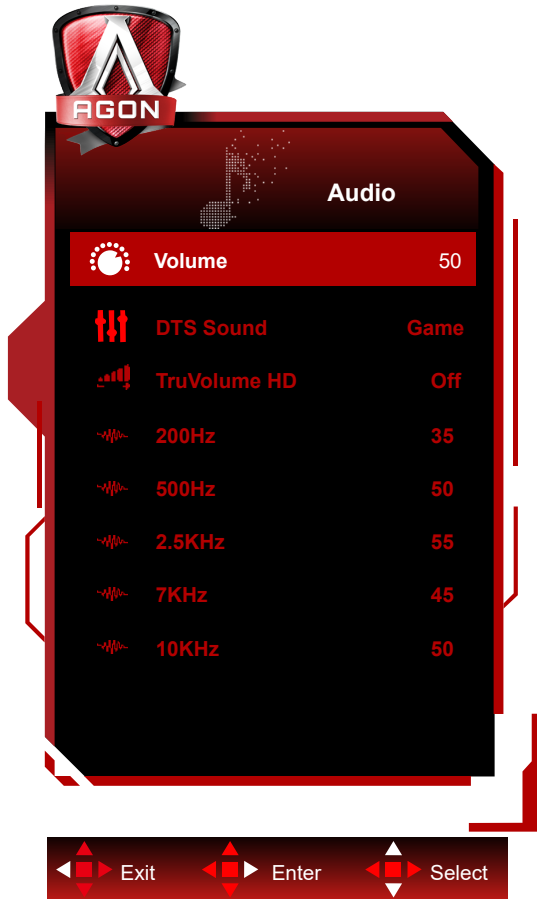 AGON
Audio
Volume 50
DTS Sound Game
TruVolume HD Off
200Hz 35
500Hz 50
2.5KHz 55
7KHz 45
10KHz 50
Exit Enter Select